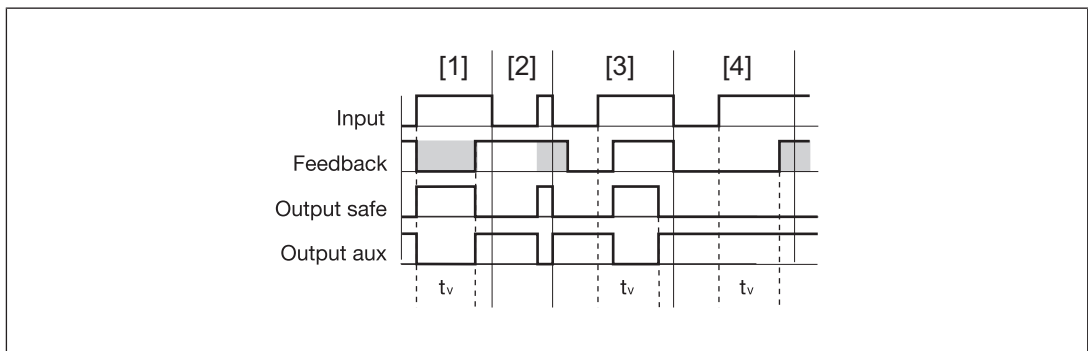 [1] [2] [3] [4]
Input
Feedback
Output safe
Output aux
tv tv tv